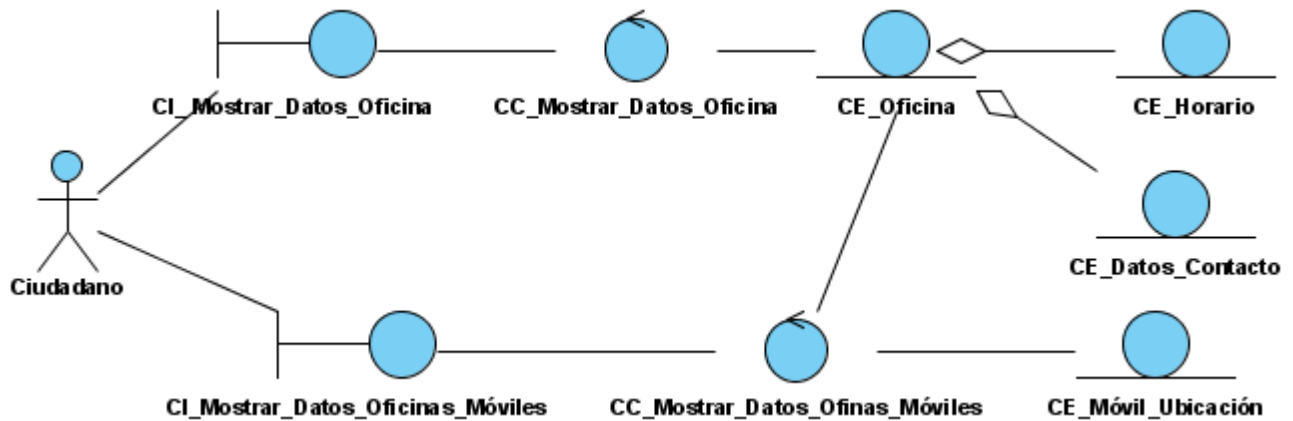 CI_Mostrar_Datos_Oficina
CC_Mostrar_Datos_Oficina
CE_Oficina
CE_Horario
CE_Datos_Contacto
Ciudadano
CI_Mostrar_Datos_Oficinas_Móviles
CC_Mostrar_Datos_Ofinas_Móviles
CE_Móvil_Ubicación